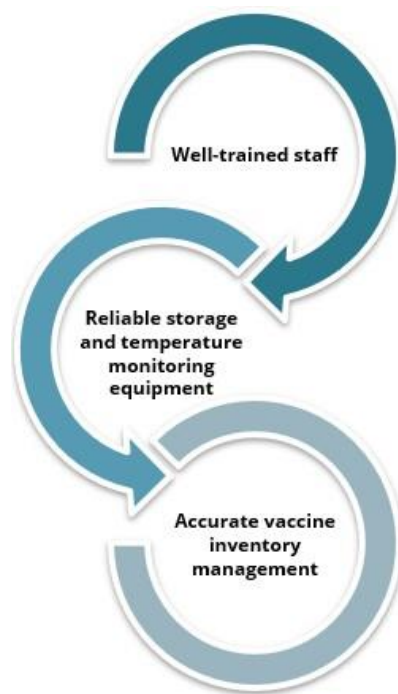 Well-trained staff
Reliable storage
and temperature
monitoring
equipment
Accurate vaccine
inventory
management